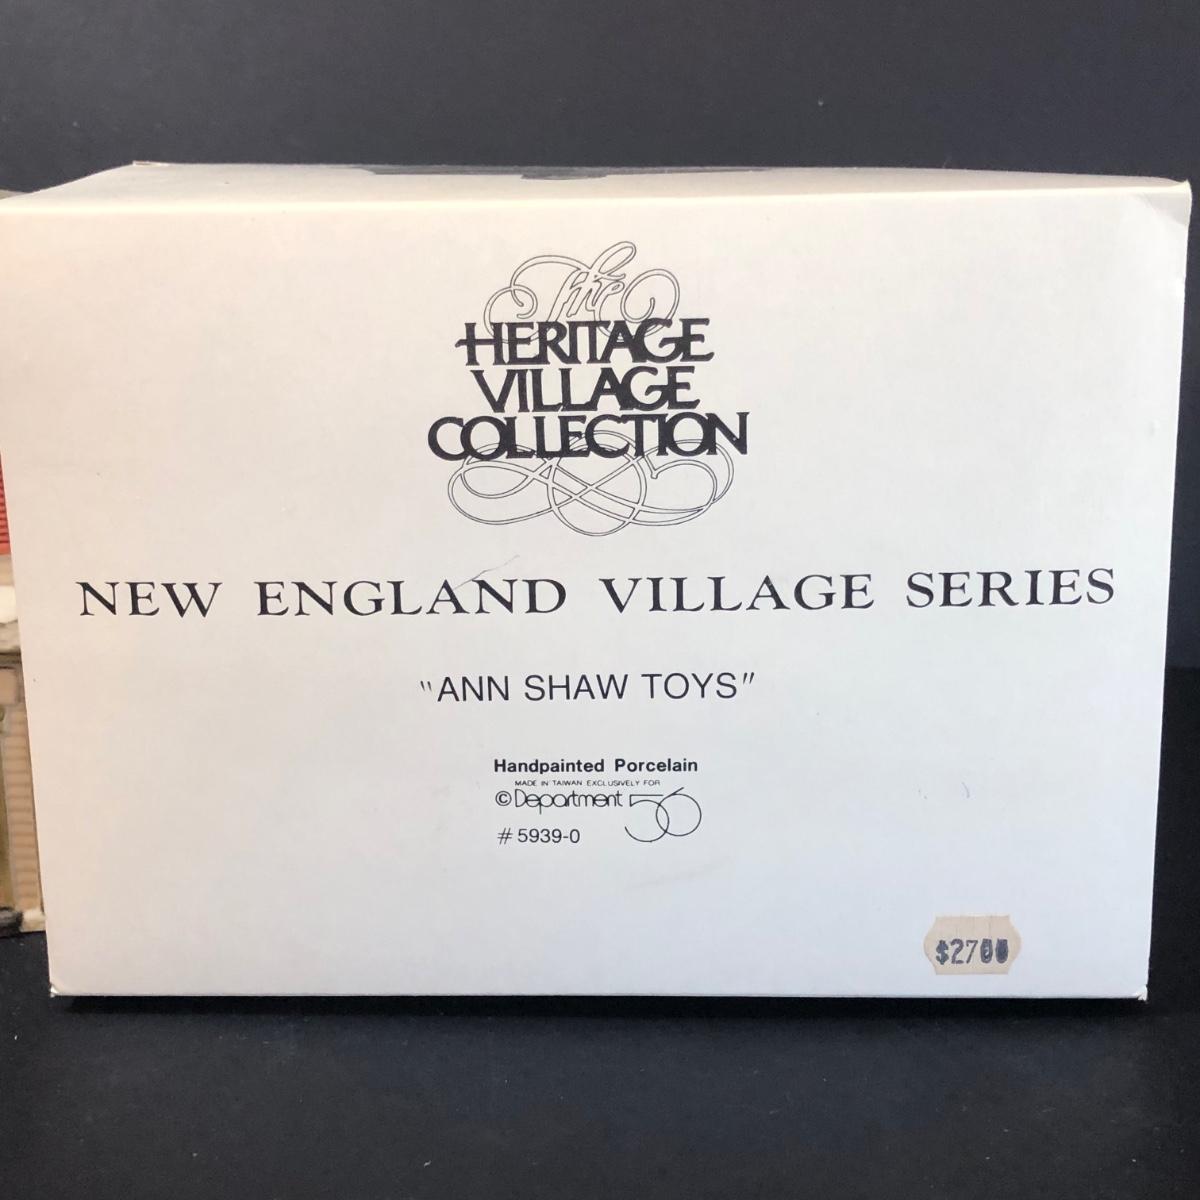 The
HERITAGE
VILLAGE
COLLECTION
NEW ENGLAND VILLAGE SERIES
"ANN SHAW TOYS"
Handpainted Porcelain
MADE IN TAIWAN EXCLUSIVELY FOR
©Department 56
# 5939-0
$2700